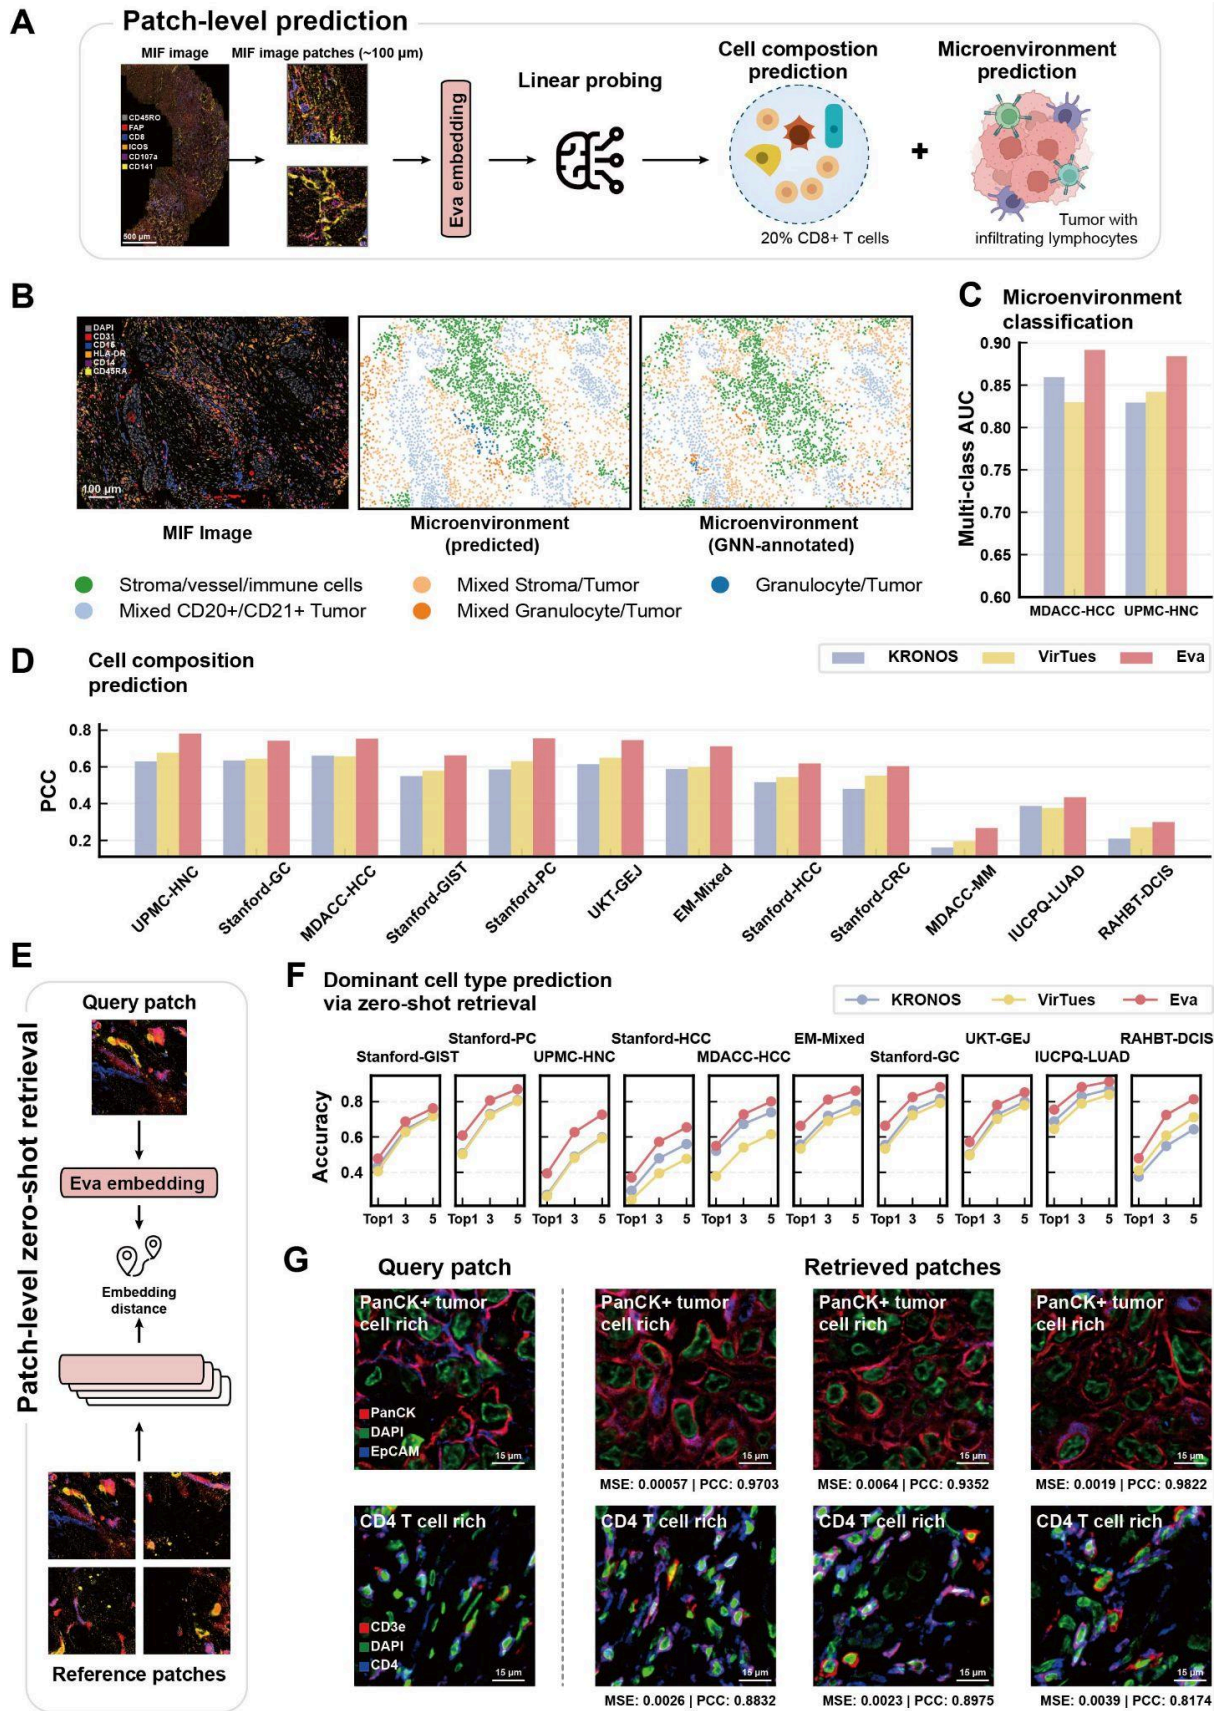 A
Patch-level prediction
MIF image
MIF image patches (~100 μm)
CD45RO
FAP
CD8
ICOS
CD107a
CD141
500 μm
Eva embedding
Linear probing
Cell compostion
prediction
20% CD8+ T cells
+
Microenvironment
prediction
Tumor with
infiltrating lymphocytes
B
DAPI
CD31
CD16
HLA-DR
CD14
CD45RA
100 μm
MIF Image
Microenvironment
(predicted)
Microenvironment
(GNN-annotated)
Stroma/vessel/immune cells
Mixed Stroma/Tumor
Granulocyte/Tumor
Mixed CD20+/CD21+ Tumor
Mixed Granulocyte/Tumor
C
Microenvironment
classification
Multi-class AUC
0.90
0.85
0.80
0.75
0.70
0.65
0.60
MDACC-HCC
UPMC-HNC
D
Cell composition
prediction
KRONOS
VirTues
Eva
PCC
0.8
0.6
0.4
0.2
UPMC-HNC
Stanford-GC
MDACC-HCC
Stanford-GIST
Stanford-PC
UKT-GEJ
EM-Mixed
Stanford-HCC
Stanford-CRC
MDACC-MM
IUCPQ-LUAD
RAHBT-DCIS
E
Patch-level zero-shot retrieval
Query patch
Eva embedding
Embedding
distance
Reference patches
F
Dominant cell type prediction
via zero-shot retrieval
KRONOS
VirTues
Eva
Stanford-GIST
Stanford-PC
UPMC-HNC
Stanford-HCC
MDACC-HCC
EM-Mixed
Stanford-GC
UKT-GEJ
IUCPQ-LUAD
RAHBT-DCIS
Accuracy
0.8
0.6
0.4
Top1 3 5
Top1 3 5
Top1 3 5
Top1 3 5
Top1 3 5
Top1 3 5
Top1 3 5
Top1 3 5
Top1 3 5
Top1 3 5
G
Query patch
Retrieved patches
PanCK+ tumor
cell rich
PanCK
DAPI
EpCAM
15 μm
PanCK+ tumor
cell rich
15 μm
MSE: 0.00057 | PCC: 0.9703
PanCK+ tumor
cell rich
15 μm
MSE: 0.0064 | PCC: 0.9352
PanCK+ tumor
cell rich
15 μm
MSE: 0.0019 | PCC: 0.9822
CD4 T cell rich
CD3e
DAPI
CD4
15 μm
CD4 T cell rich
15 μm
MSE: 0.0026 | PCC: 0.8832
CD4 T cell rich
15 μm
MSE: 0.0023 | PCC: 0.8975
CD4 T cell rich
15 μm
MSE: 0.0039 | PCC: 0.8174